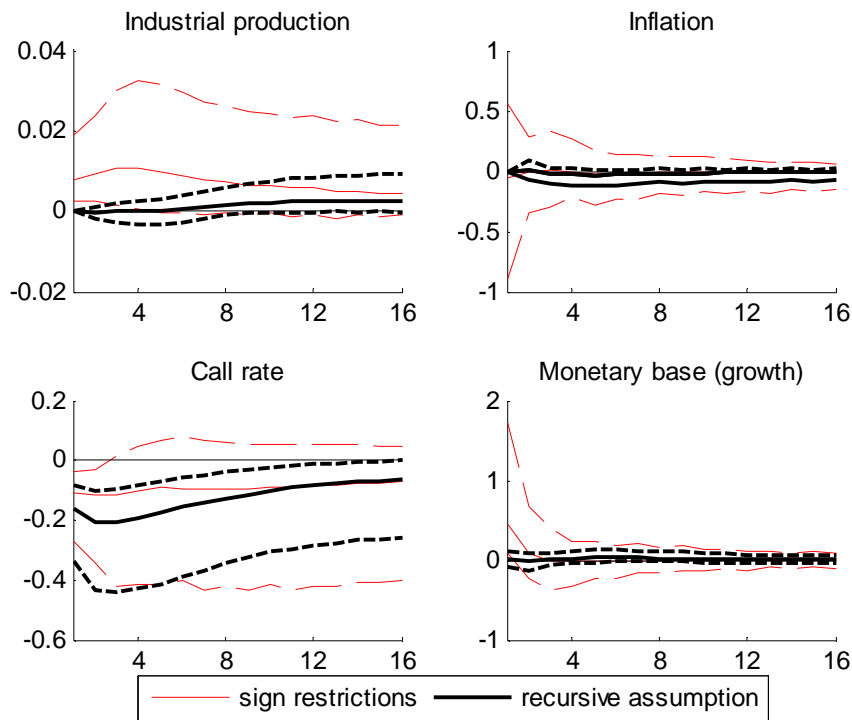 Industrial production
0.04
0.02
0
-0.02
4 8 12 16
Inflation
1
0.5
0
-0.5
-1
4 8 12 16
Call rate
0.2
0
-0.2
-0.4
-0.6
4 8 12 16
Monetary base (growth)
2
1
0
-1
4 8 12 16
sign restrictions
recursive assumption